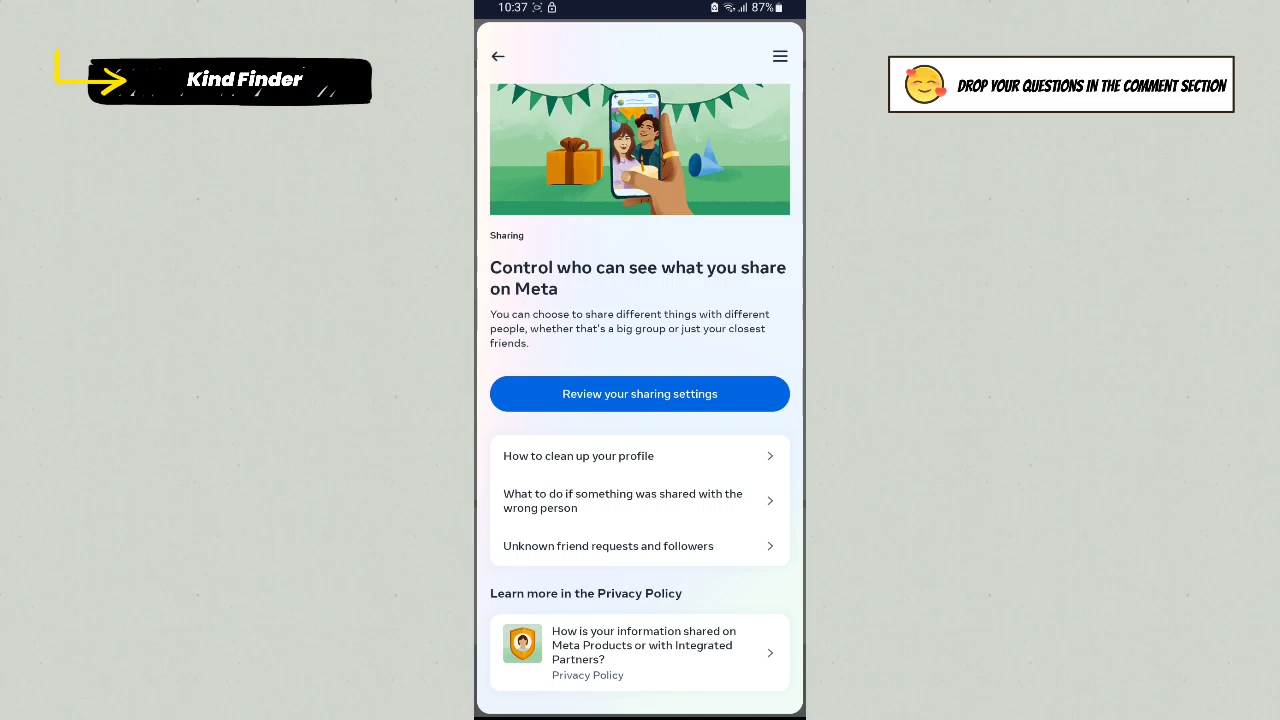 10:37
87%
Kind Finder
DROP YOUR QUESTIONS IN THE COMMENT SECTION
Sharing
Control who can see what you share
on Meta
You can choose to share different things with different
people, whether that's a big group or just your closest
friends.
Review your sharing settings
How to clean up your profile
What to do if something was shared with the
wrong person
Unknown friend requests and followers
Learn more in the Privacy Policy
How is your information shared on
Meta Products or with Integrated
Partners?
Privacy Policy